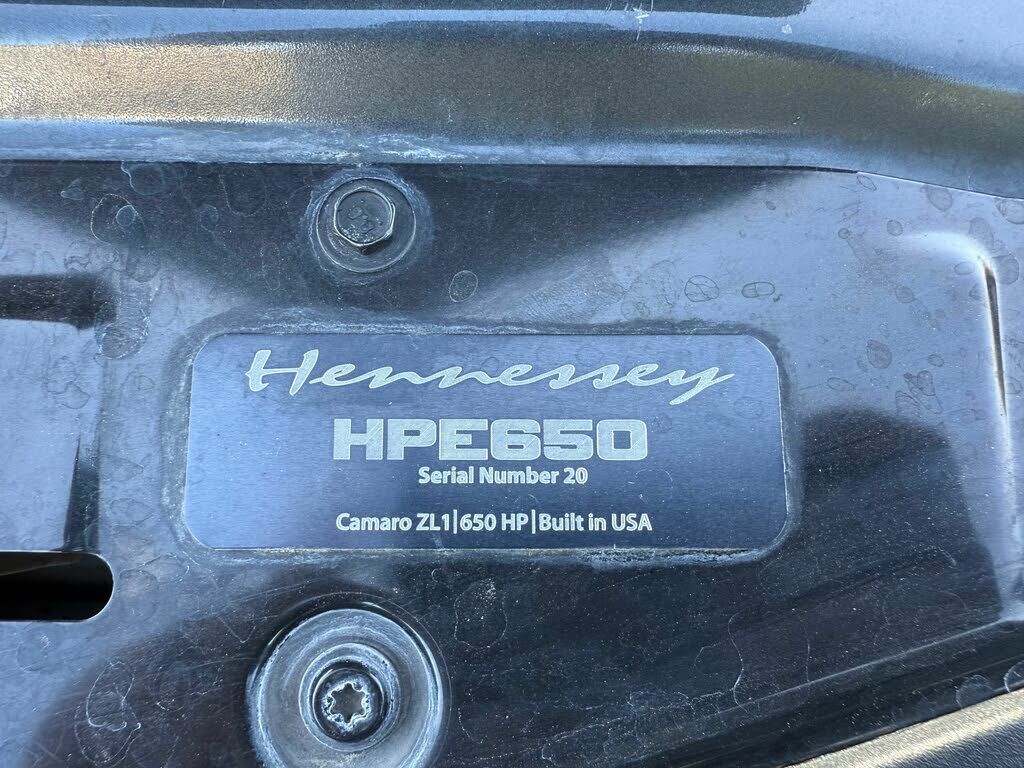 Hennessey
HPE650
Serial Number 20
Camaro ZL1|650 HP|Built in USA